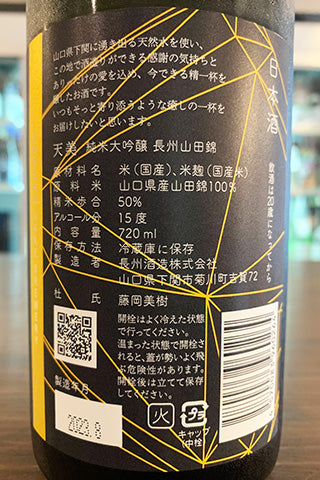 山口県下関に湧き出る天然水を使い、
この地で酒造りができる感謝の気持ちと
ありったけの愛を込め、今できる精一杯を
醸したお酒です。
いつもそっと寄り添うような癒しの一杯を
お届けしたいと思います。
天美 純米大吟醸 長州山田錦
原材料名 米(国産)、米麹(国産米)
原料米 山口県産山田錦100%
精米歩合 50%
アルコール分 15度
内容量 720ml
保存方法 冷蔵庫に保存
製造者 長州酒造株式会社
山口県下関市菊川町古賀72
杜氏 藤岡美樹
開栓はよく冷えた状態
で行ってください。
温まった状態で開栓する
されると、蓋が勢いよく飛
ぶ危険性があります。
開栓後は立てて保存
してください。
製造年月
2023.8
火
キャップ
中栓
日本酒
飲酒は20歳になってから